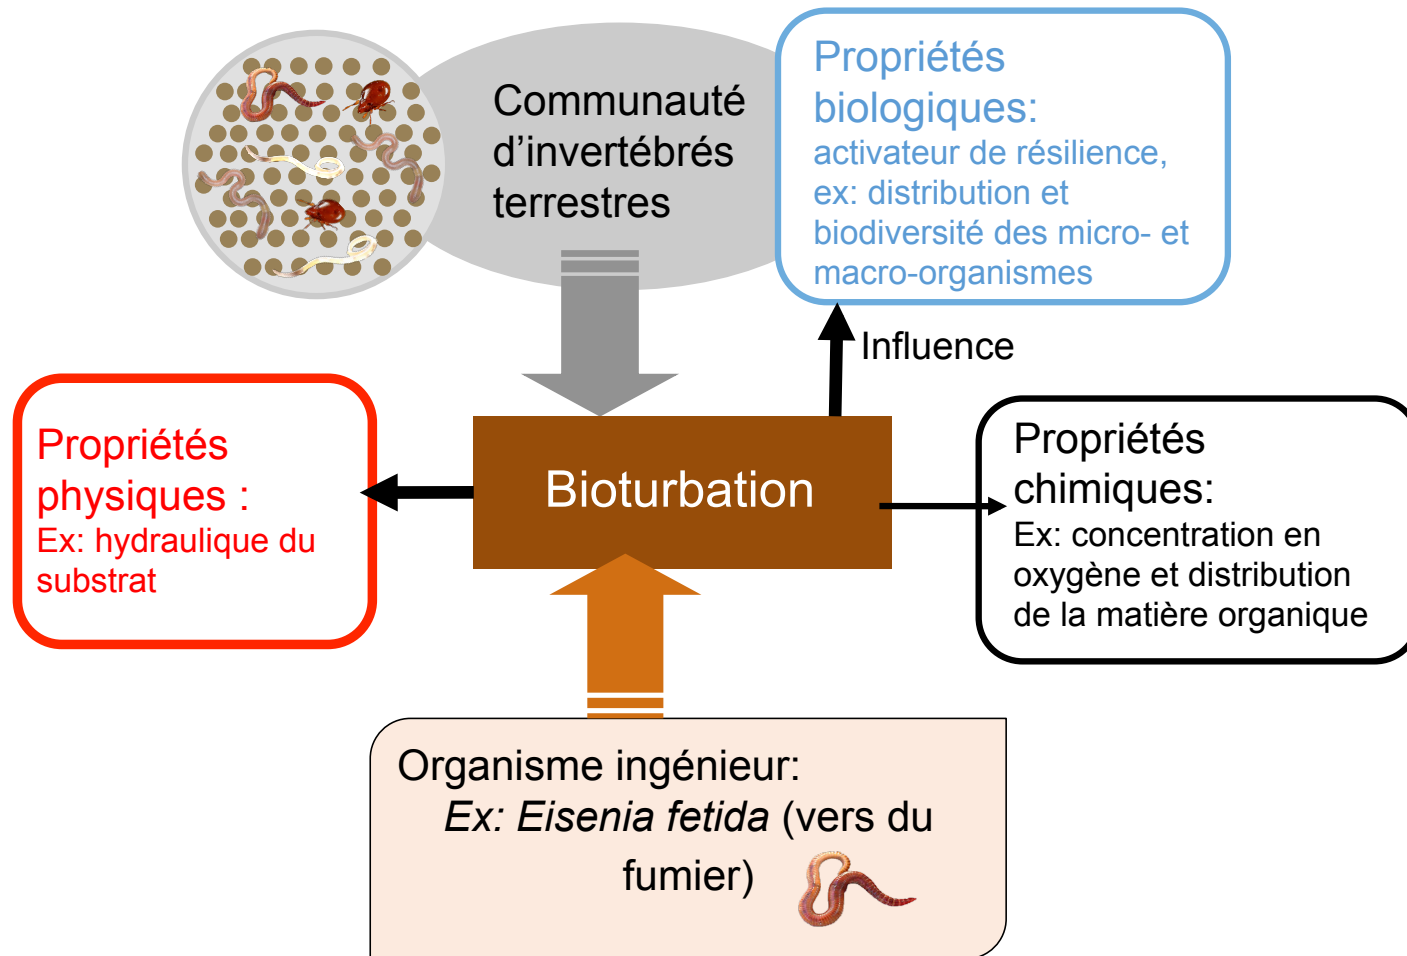 Communauté
d’invertébrés
terrestres
Propriétés
biologiques:
activateur de résilience,
ex: distribution et
biodiversité des micro- et
macro-organismes
Influence
Propriétés
physiques :
Ex: hydraulique du
substrat
Bioturbation
Propriétés
chimiques:
Ex: concentration en
oxygène et distribution
de la matière organique
Organisme ingénieur:
Ex: Eisenia fetida (vers du
fumier)